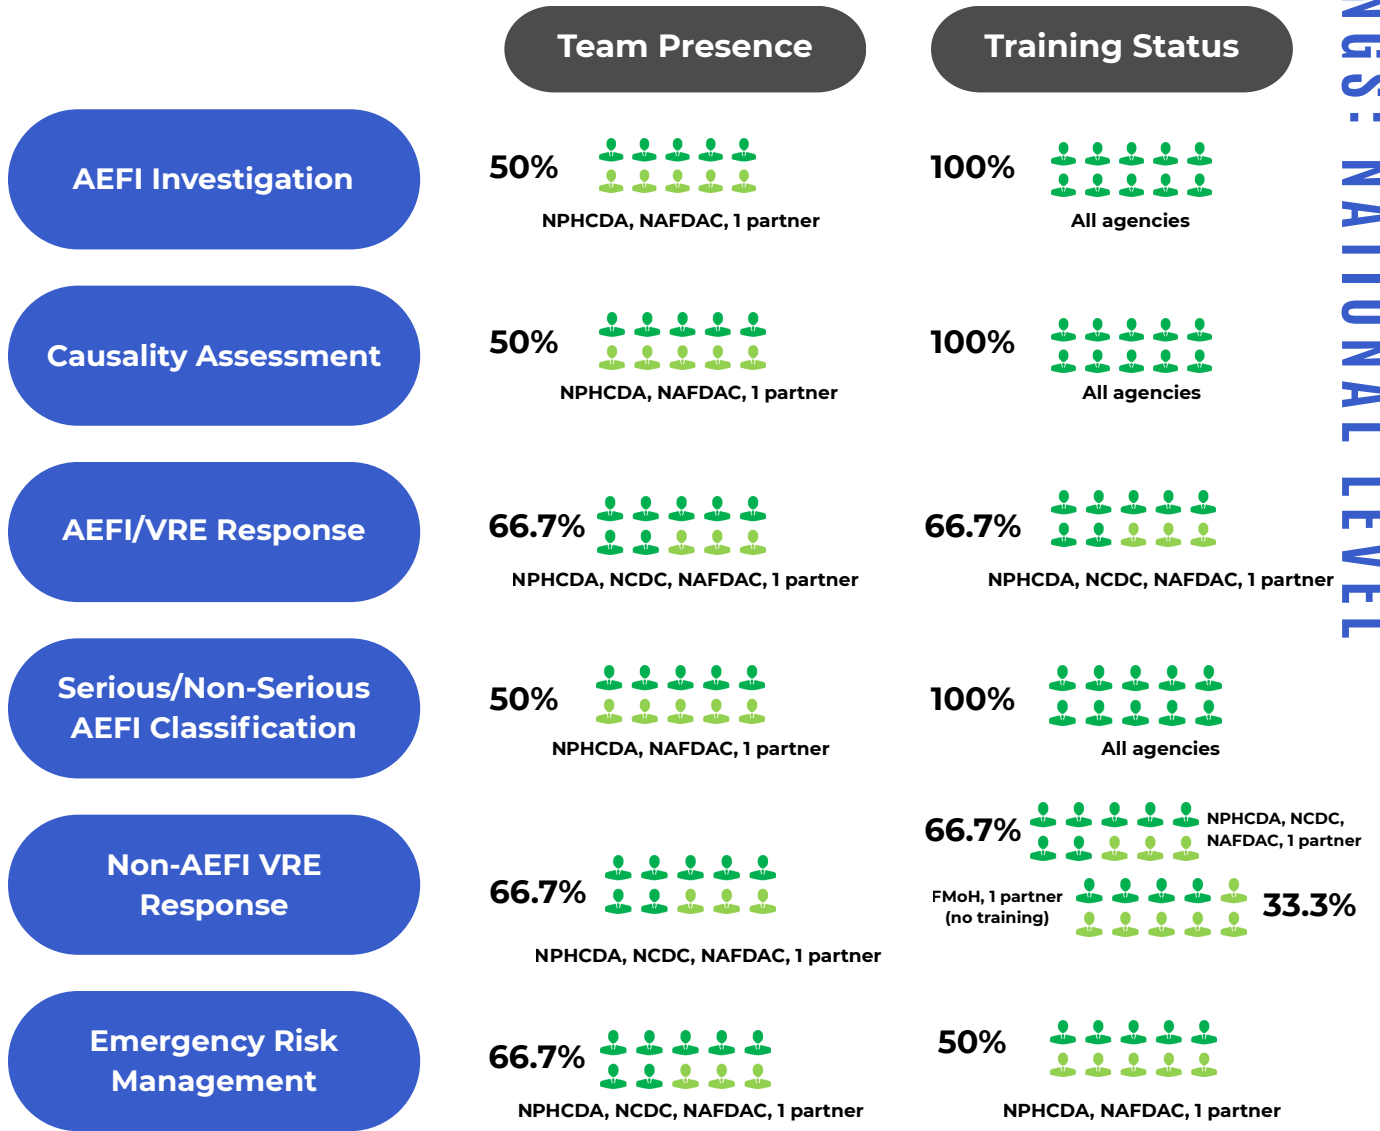 Team Presence
Training Status
AEFI Investigation
50%
NPHCDA, NAFDAC, 1 partner
100%
All agencies
Causality Assessment
50%
NPHCDA, NAFDAC, 1 partner
100%
All agencies
AEFI/VRE Response
66.7%
NPHCDA, NCDC, NAFDAC, 1 partner
66.7%
NPHCDA, NCDC, NAFDAC, 1 partner
Serious/Non-Serious
AEFI Classification
50%
NPHCDA, NAFDAC, 1 partner
100%
All agencies
Non-AEFI VRE
Response
66.7%
NPHCDA, NCDC, NAFDAC, 1 partner
66.7%
NPHCDA, NCDC,
NAFDAC, 1 partner
FMoH, 1 partner
(no training)
33.3%
Emergency Risk
Management
66.7%
NPHCDA, NCDC, NAFDAC, 1 partner
50%
NPHCDA, NAFDAC, 1 partner
NGS: NATIONAL LEVEL